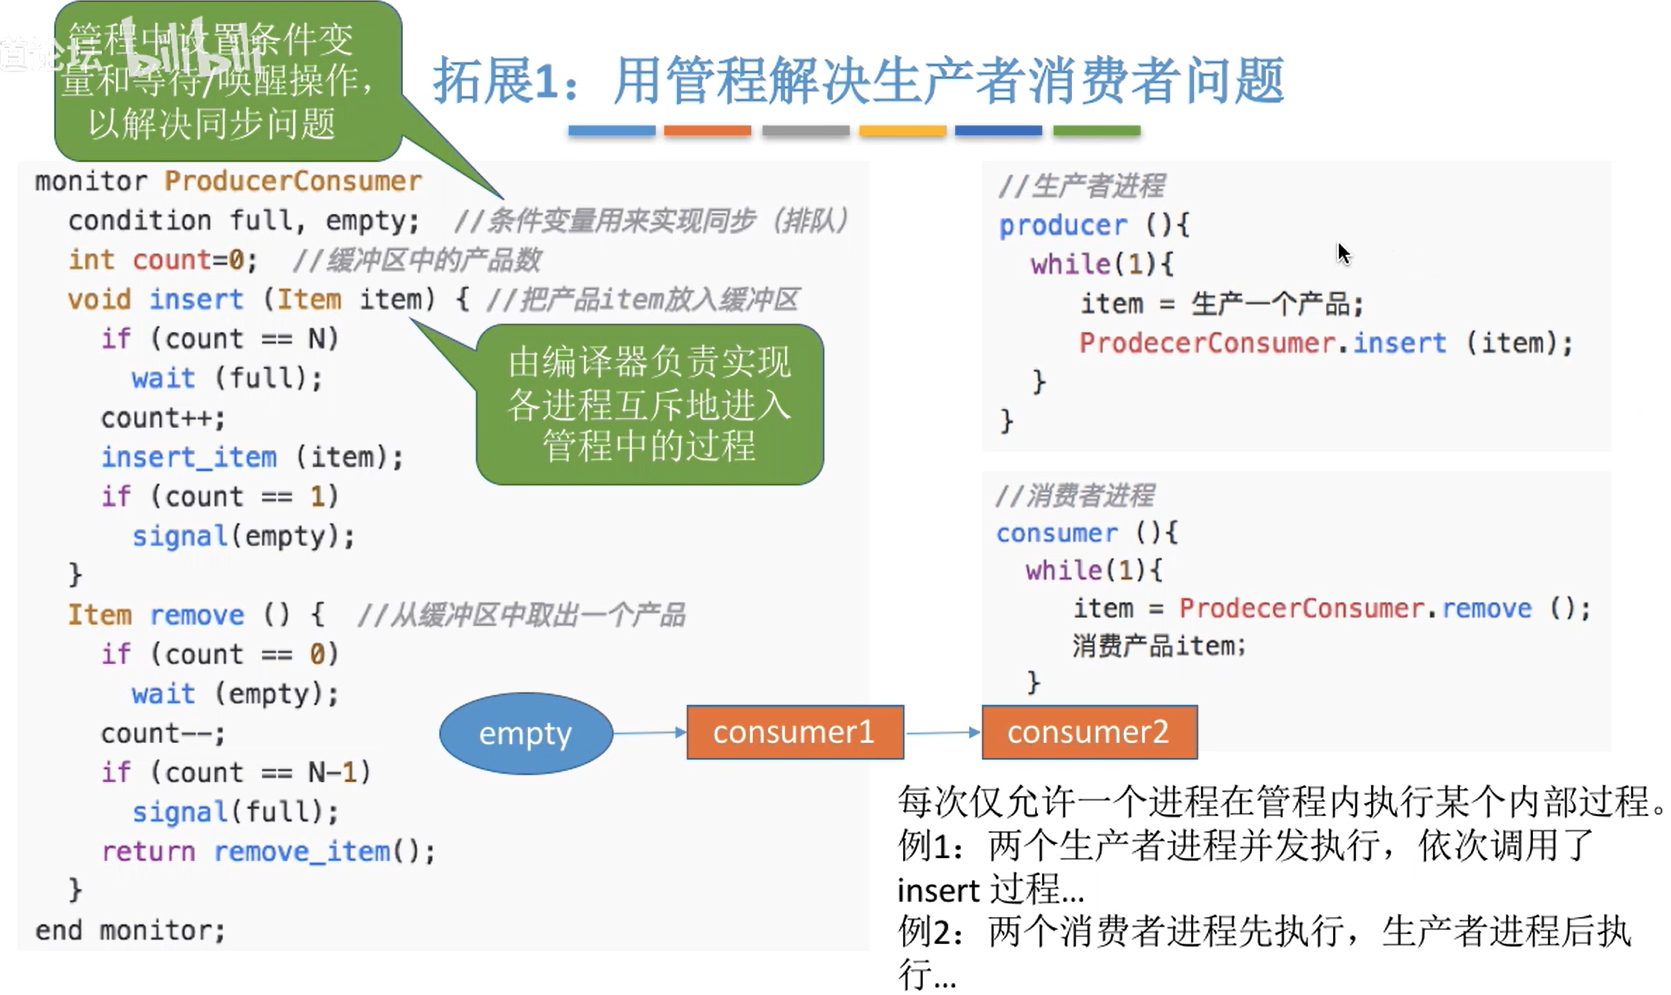 管程中设置条件变
量和等待/唤醒操作，
以解决同步问题
bilibili
拓展1：用管程解决生产者消费者问题
monitor ProducerConsumer
condition full, empty; //条件变量用来实现同步（排队）
int count=0; //缓冲区中的产品数
void insert (Item item) { //把产品item放入缓冲区
if (count == N)
wait (full);
count++;
insert_item (item);
if (count == 1)
signal(empty);
}
由编译器负责实现
各进程互斥地进入
管程中的过程
Item remove () { //从缓冲区中取出一个产品
if (count == 0)
wait (empty);
count--;
if (count == N-1)
signal(full);
return remove_item();
}
end monitor;
//生产者进程
producer (){
while(1){
item = 生产一个产品;
ProdecerConsumer.insert (item);
}
}
//消费者进程
consumer (){
while(1){
item = ProdecerConsumer.remove ();
消费产品item;
}
empty
consumer1
consumer2
每次仅允许一个进程在管程内执行某个内部过程。
例1：两个生产者进程并发执行，依次调用了
insert 过程...
例2：两个消费者进程先执行，生产者进程后执
行...